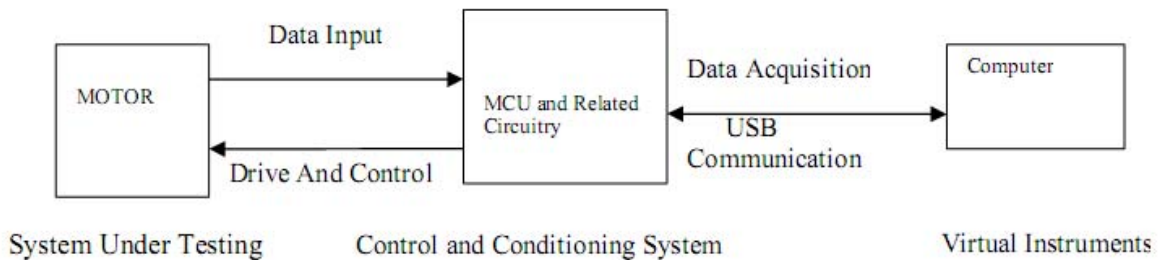 Data Input
MOTOR
Drive And Control
MCU and Related
Circuitry
Data Acquisition
USB
Communication
Computer
System Under Testing
Control and Conditioning System
Virtual Instruments